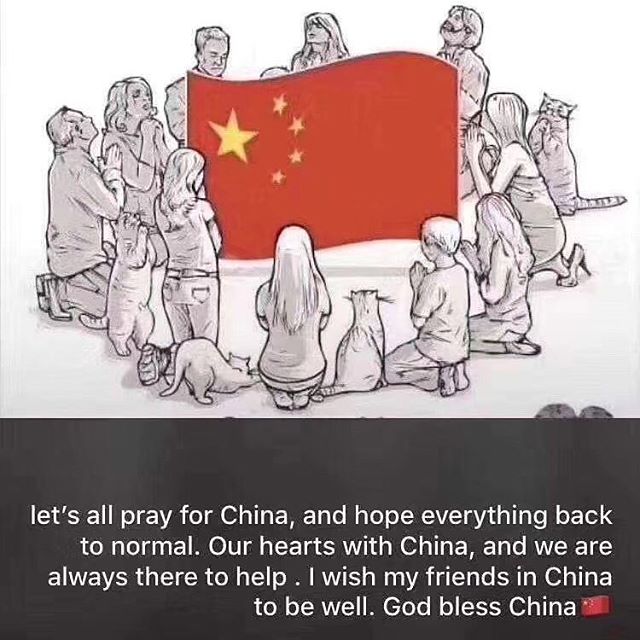 let's all pray for China, and hope everything back
to normal. Our hearts with China, and we are
always there to help . I wish my friends in China
to be well. God bless China🇨🇳